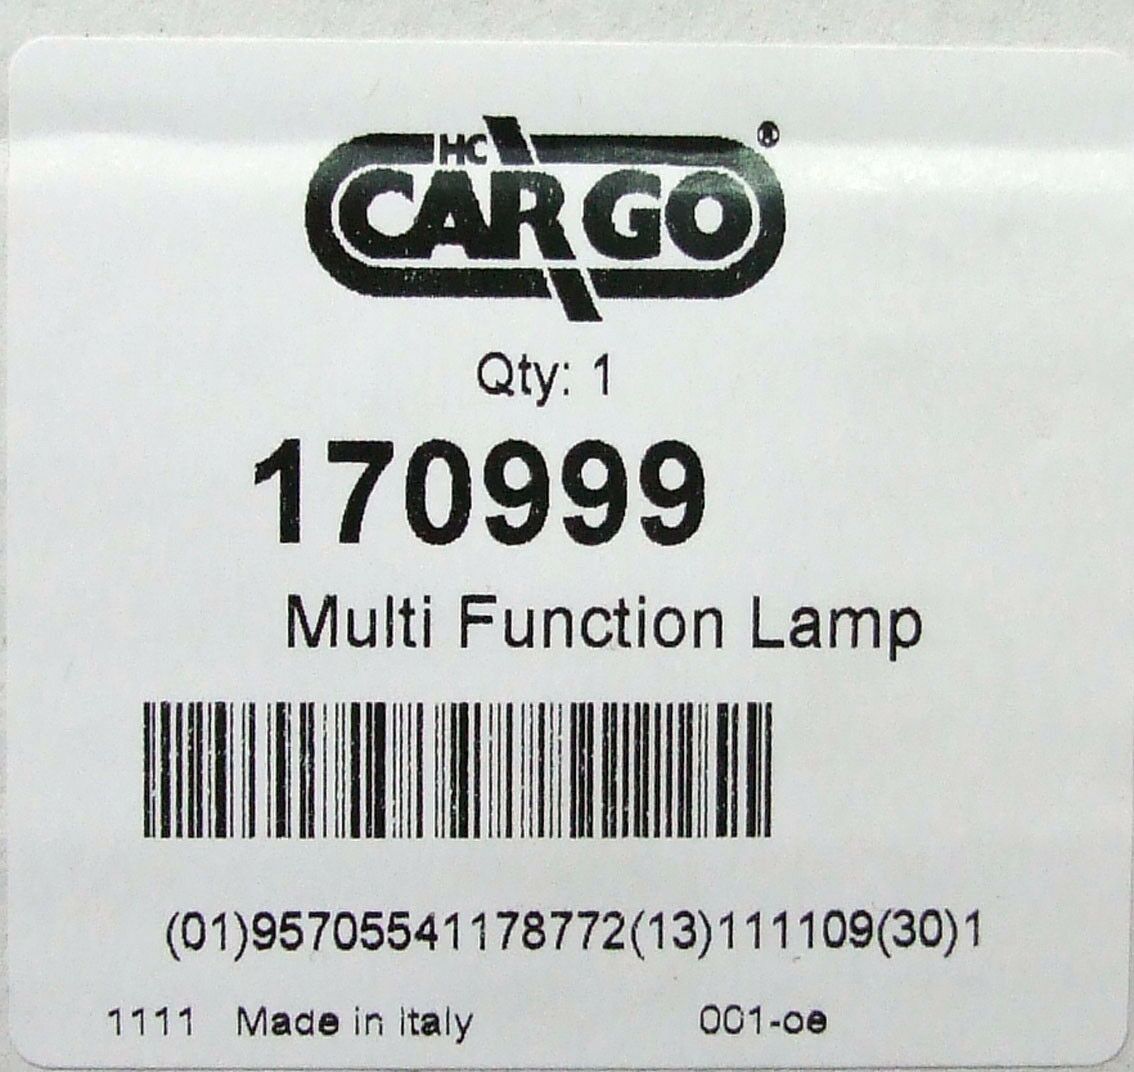 HC
CARGO®
Qty: 1
170999
Multi Function Lamp
(01)95705541178772(13)111109(30)1
1111 Made in Italy 001-oe